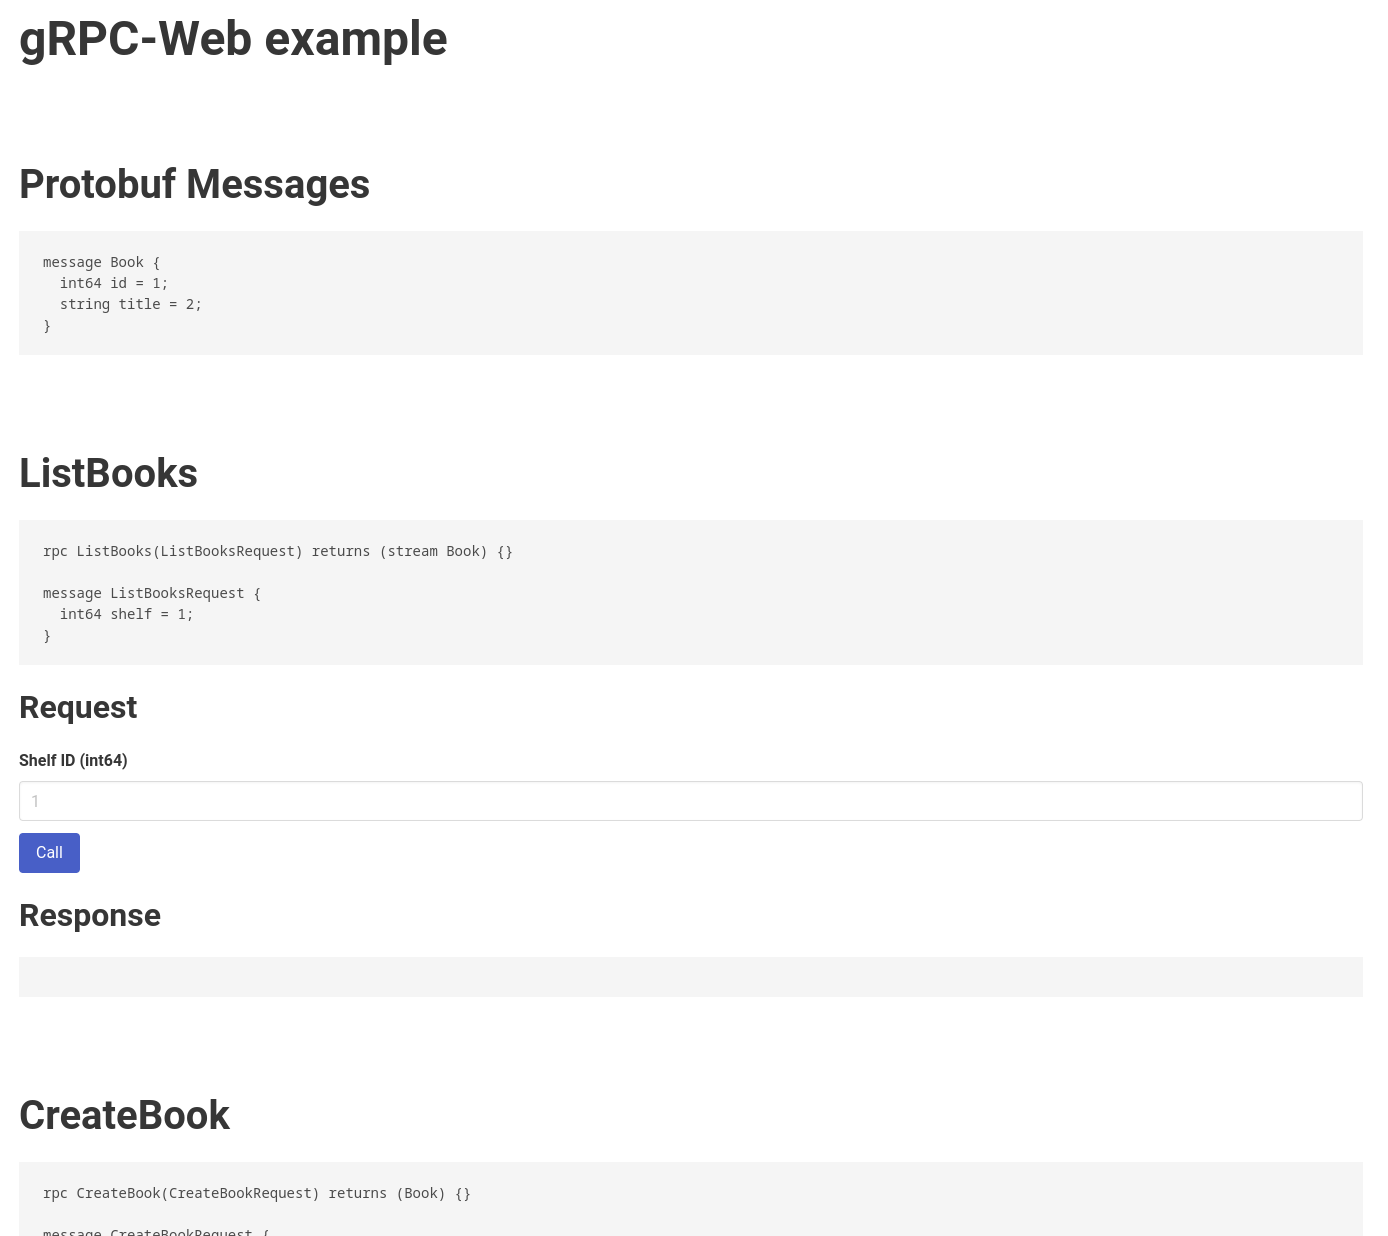 gRPC-Web example
Protobuf Messages
message Book {
  int64 id = 1;
  string title = 2;
}
ListBooks
rpc ListBooks(ListBooksRequest) returns (stream Book) {}
message ListBooksRequest {
  int64 shelf = 1;
}
Request
Shelf ID (int64)
1
Call
Response
CreateBook
rpc CreateBook(CreateBookRequest) returns (Book) {}
message CreateBookRequest {